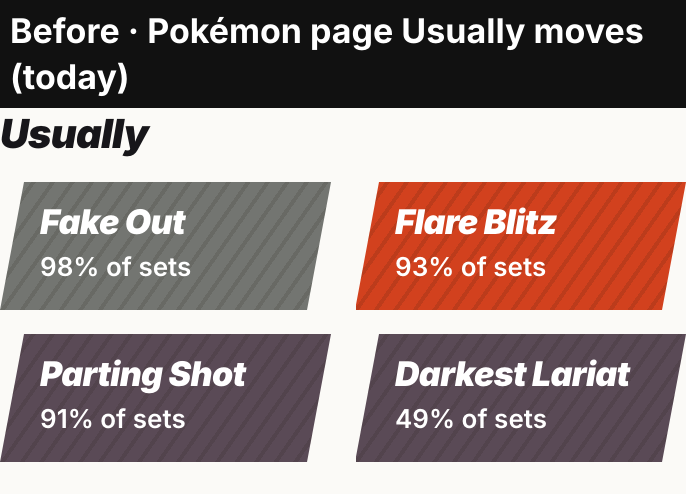 Before · Pokémon page Usually moves
(today)
Usually
Fake Out
98% of sets
Flare Blitz
93% of sets
Parting Shot
91% of sets
Darkest Lariat
49% of sets